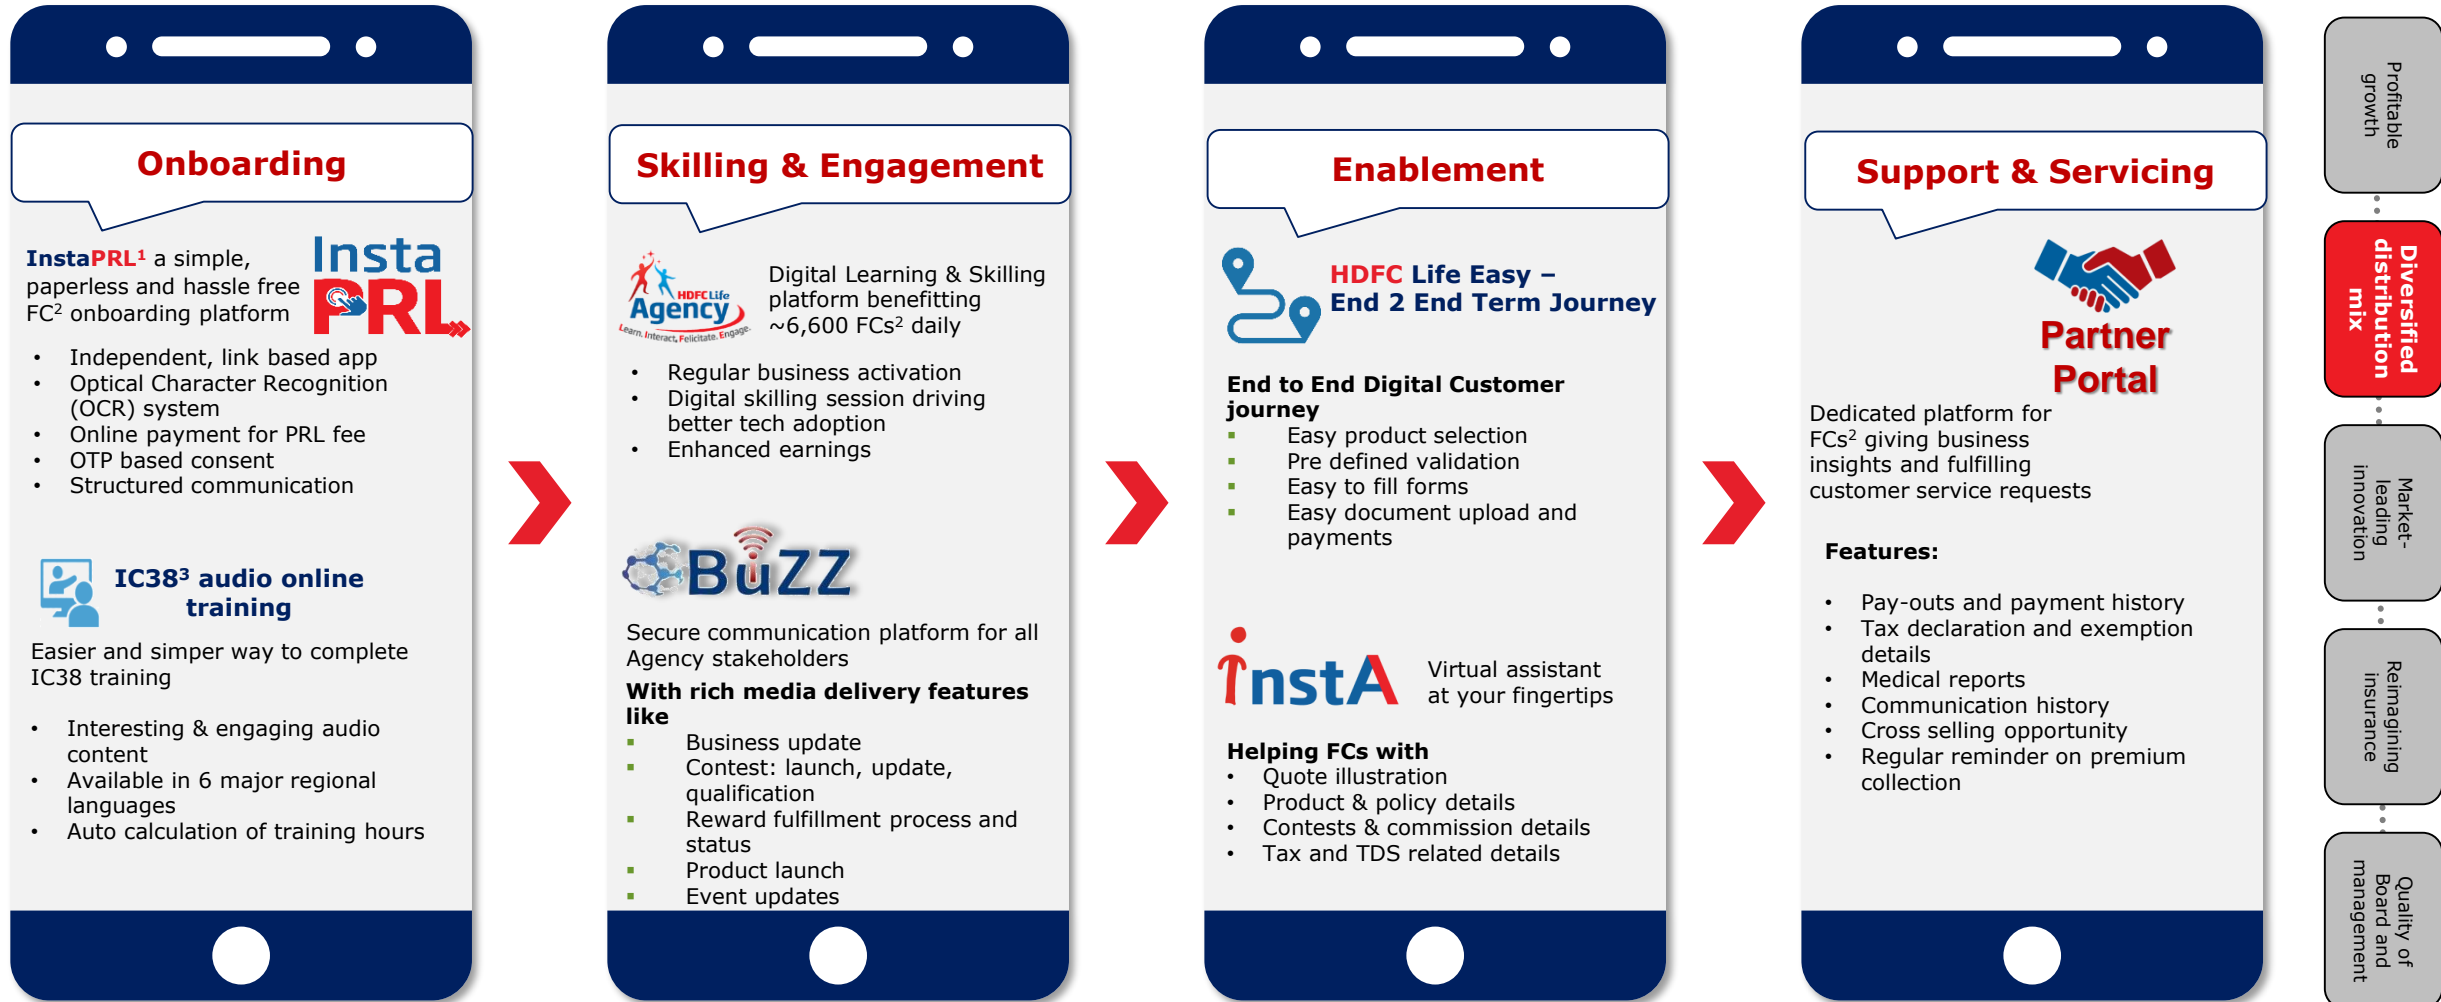 Onboarding
InstaPRL¹ a simple,
paperless and hassle free
FC² onboarding platform
Insta
PRL
• Independent, link based app
• Optical Character Recognition
(OCR) system
• Online payment for PRL fee
• OTP based consent
• Structured communication
IC38³ audio online
training
Easier and simper way to complete
IC38 training
• Interesting & engaging audio
content
• Available in 6 major regional
languages
• Auto calculation of training hours
Skilling & Engagement
HDFC Life
Agency
Learn. Interact. Felicitate. Engage.
Digital Learning & Skilling
platform benefitting
~6,600 FCs² daily
• Regular business activation
• Digital skilling session driving
better tech adoption
• Enhanced earnings
BuZZ
Secure communication platform for all
Agency stakeholders
With rich media delivery features
like
▪ Business update
▪ Contest: launch, update,
qualification
▪ Reward fulfillment process and
status
▪ Product launch
▪ Event updates
Enablement
HDFC Life Easy –
End 2 End Term Journey
End to End Digital Customer
journey
▪ Easy product selection
▪ Pre defined validation
▪ Easy to fill forms
▪ Easy document upload and
payments
instA
Virtual assistant
at your fingertips
Helping FCs with
• Quote illustration
• Product & policy details
• Contests & commission details
• Tax and TDS related details
Support & Servicing
Partner
Portal
Dedicated platform for
FCs² giving business
insights and fulfilling
customer service requests
Features:
• Pay-outs and payment history
• Tax declaration and exemption
details
• Medical reports
• Communication history
• Cross selling opportunity
• Regular reminder on premium
collection
Profitable
growth
Diversified
distribution
mix
Market-
leading
innovation
Reimagining
insurance
Quality of
Board and
management